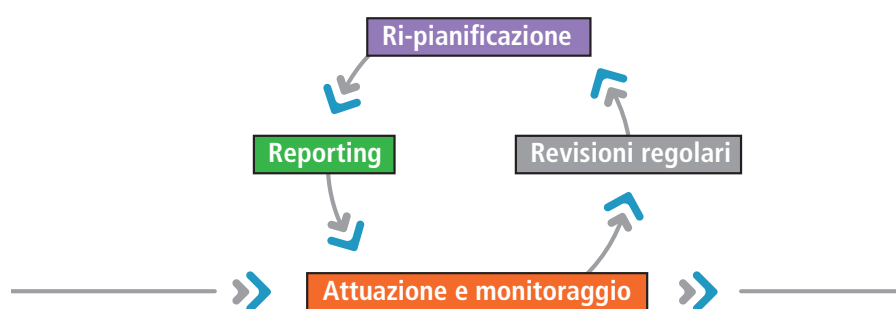 Ri-pianificazione
Reporting
Revisioni regolari
Attuazione e monitoraggio